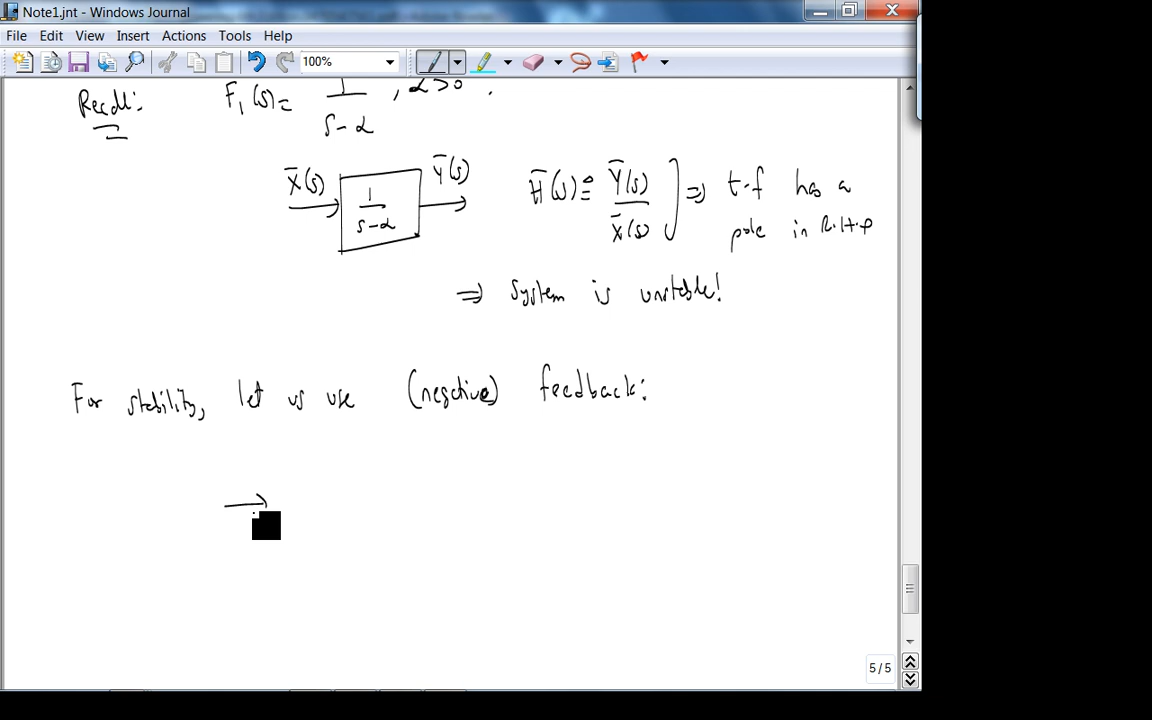 Note1.jnt - Windows Journal
File Edit View Insert Actions Tools Help
100%
Recall: F₁(s) = 1/(s-α), α>0.
X̄(s) 1/(s-α) Ȳ(s) H̄(s) ≜ Ȳ(s)/X̄(s) ] ⇒ t.f has a
pole in R.H.P
⇒ System is unstable!
For stability, let us use (negative) feedback:
5 / 5